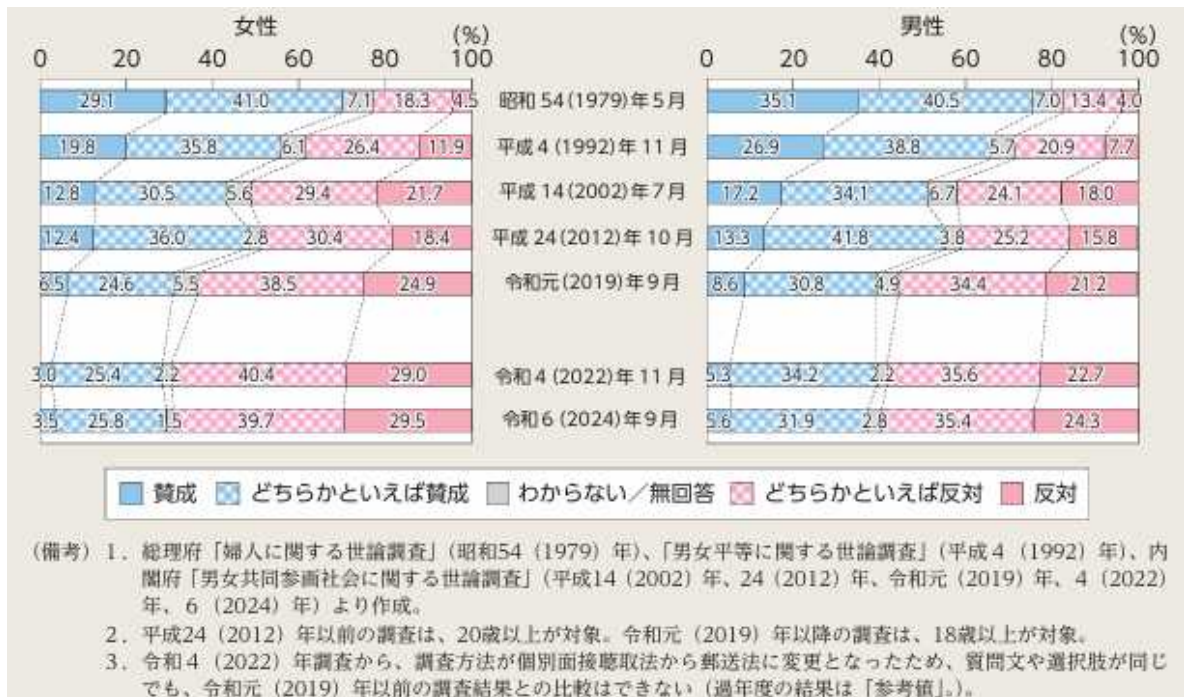 女性 男性
(%) (%)
0 20 40 60 80 100 0 20 40 60 80 100
29.1 41.0 7.1 18.3 4.5 昭和54(1979)年5月 35.1 40.5 7.0 13.4 4.0
19.8 35.8 6.1 26.4 11.9 平成4(1992)年11月 26.9 38.8 5.7 20.9 7.7
12.8 30.5 5.6 29.4 21.7 平成14(2002)年7月 17.2 34.1 6.7 24.1 18.0
12.4 36.0 2.8 30.4 18.4 平成24(2012)年10月 13.3 41.8 3.8 25.2 15.8
6.5 24.6 5.5 38.5 24.9 令和元(2019)年9月 8.6 30.8 4.9 34.4 21.2
3.0 25.4 2.2 40.4 29.0 令和4(2022)年11月 5.3 34.2 2.2 35.6 22.7
3.5 25.8 1.5 39.7 29.5 令和6(2024)年9月 5.6 31.9 2.8 35.4 24.3
賛成 どちらかといえば賛成 わからない/無回答 どちらかといえば反対 反対
(備考) 1. 総理府「婦人に関する世論調査」(昭和54(1979)年)、「男女平等に関する世論調査」(平成4(1992)年)、内
閣府「男女共同参画社会に関する世論調査」(平成14(2002)年、24(2012)年、令和元(2019)年、4(2022)
年、6(2024)年)より作成。
2. 平成24(2012)年以前の調査は、20歳以上が対象。令和元(2019)年以降の調査は、18歳以上が対象。
3. 令和4(2022)年調査から、調査方法が個別面接聴取法から郵送法に変更となったため、質問文や選択肢が同じ
でも、令和元(2019)年以前の調査結果との比較はできない(過年度の結果は「参考値」。)。